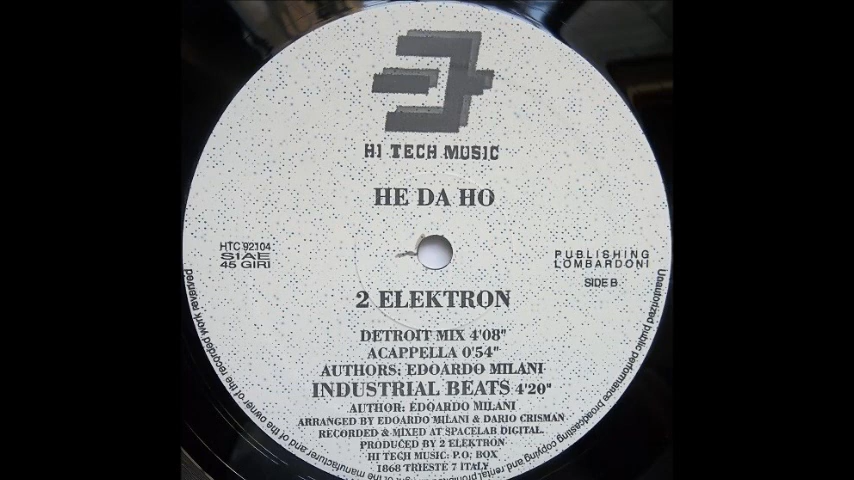 HI TECH MUSIC
HE DA HO
HTC 92104
S1AE
45 GIRI
PUBLISHING
LOMBARDONI
SIDE B
2 ELEKTRON
DETROIT MIX 4'08"
ACAPPELLA 0'54"
AUTHORS: EDOARDO MILANI
INDUSTRIAL BEATS 4'20"
AUTHOR: EDOARDO MILANI
ARRANGED BY EDOARDO MILANI & DARIO CRISMAN
RECORDED & MIXED AT SPACELAB DIGITAL.
PRODUCED BY 2 ELEKTRON
HI TECH MUSIC: P.O. BOX
1868 TRIESTE 7 ITALY
Unauthorized public performance broadcasting copying and rental prohibited
the manufacturer and of the owner of the recorded work reserved